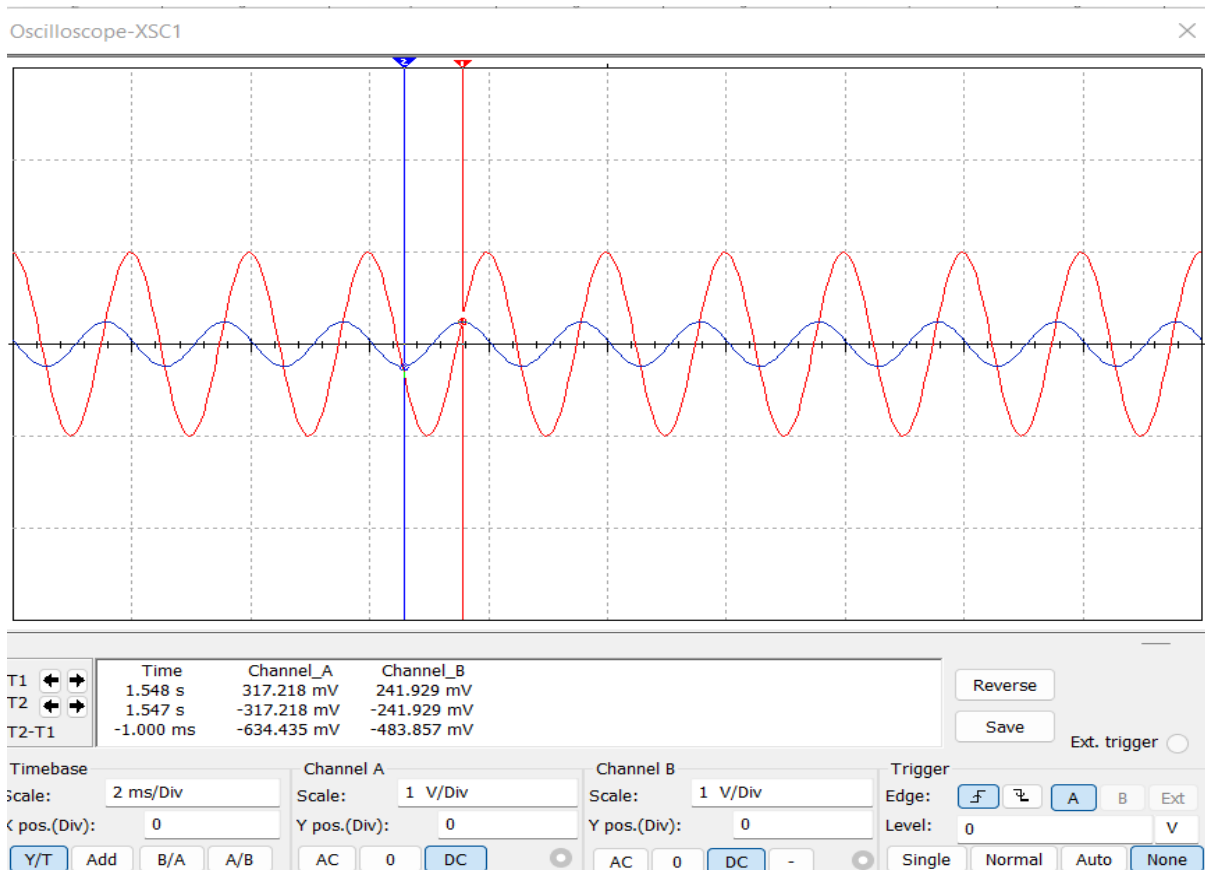 Oscilloscope-XSC1
2 1
Time Channel_A Channel_B
T1 1.548 s 317.218 mV 241.929 mV
T2 1.547 s -317.218 mV -241.929 mV
T2-T1 -1.000 ms -634.435 mV -483.857 mV
Reverse
Save
Ext. trigger
Timebase Channel A Channel B Trigger
Scale: 2 ms/Div Scale: 1 V/Div Scale: 1 V/Div Edge: A B Ext
X pos.(Div): 0 Y pos.(Div): 0 Y pos.(Div): 0 Level: 0 V
Y/T Add B/A A/B AC 0 DC AC 0 DC - Single Normal Auto None